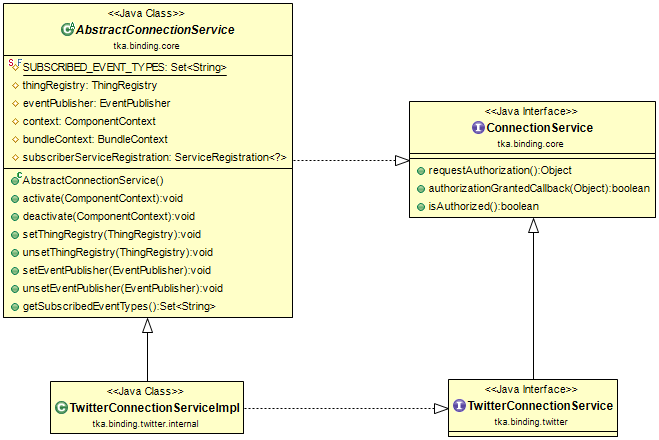 <<Java Class>>
AbstractConnectionService
tka.binding.core
SUBSCRIBED_EVENT_TYPES: Set<String>
thingRegistry: ThingRegistry
eventPublisher: EventPublisher
context: ComponentContext
bundleContext: BundleContext
subscriberServiceRegistration: ServiceRegistration<?>
AbstractConnectionService()
activate(ComponentContext):void
deactivate(ComponentContext):void
setThingRegistry(ThingRegistry):void
unsetThingRegistry(ThingRegistry):void
setEventPublisher(EventPublisher):void
unsetEventPublisher(EventPublisher):void
getSubscribedEventTypes():Set<String>
<<Java Interface>>
ConnectionService
tka.binding.core
requestAuthorization():Object
authorizationGrantedCallback(Object):boolean
isAuthorized():boolean
<<Java Class>>
TwitterConnectionServiceImpl
tka.binding.twitter.internal
<<Java Interface>>
TwitterConnectionService
tka.binding.twitter